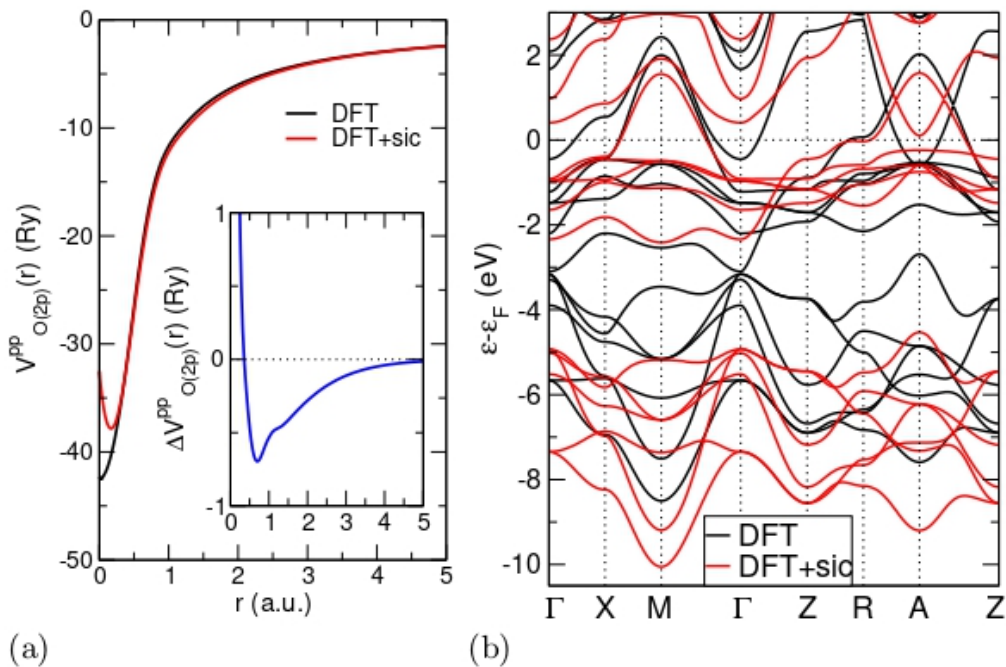 0
-10
-20
-30
-40
-50
V^pp_O(2p)(r) (Ry)
DFT
DFT+sic
1
0
-1
ΔV^pp_O(2p)(r) (Ry)
0 1 2 3 4 5
0 1 2 3 4 5
r (a.u.)
(a)
2
0
-2
-4
-6
-8
-10
ε-ε_F (eV)
DFT
DFT+sic
Γ X M Γ Z R A Z
(b)